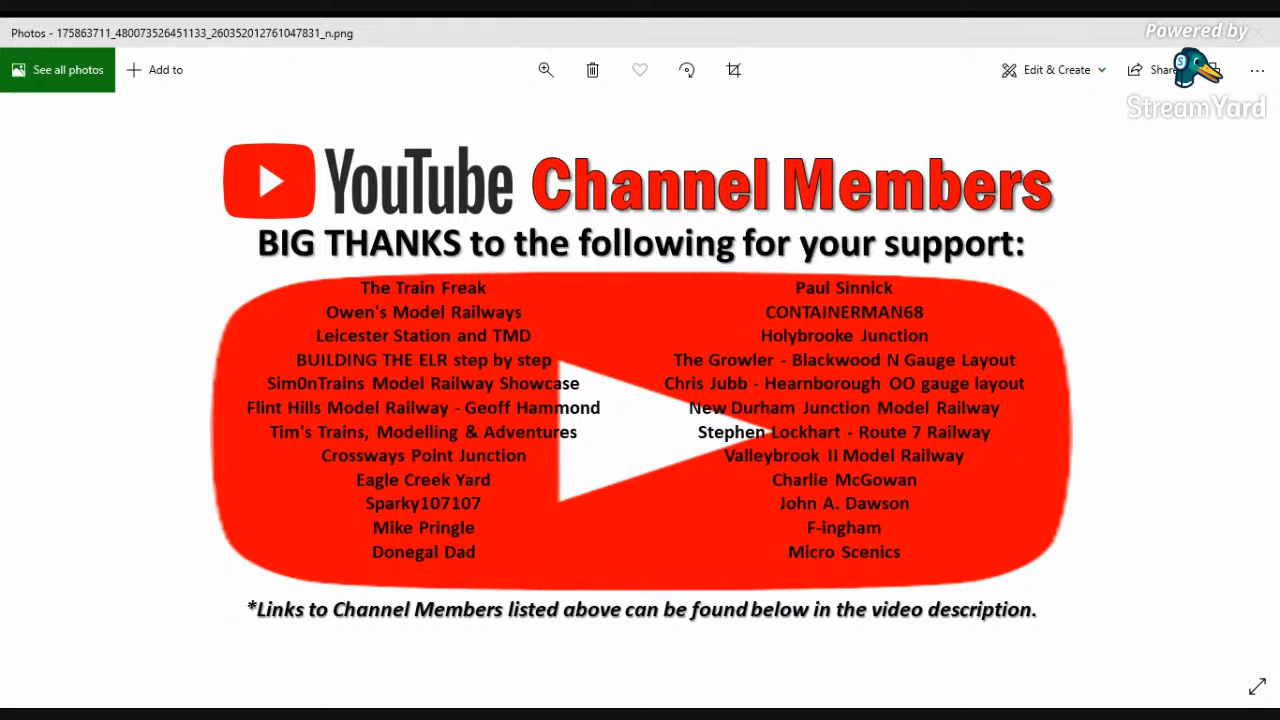 Photos - 175863711_480073526451133_260352012761047831_n.png
Powered by
See all photos
Add to
Edit & Create
Share
StreamYard
YouTube Channel Members
BIG THANKS to the following for your support:
The Train Freak
Owen's Model Railways
Leicester Station and TMD
BUILDING THE ELR step by step
Sim0nTrains Model Railway Showcase
Flint Hills Model Railway - Geoff Hammond
Tim's Trains, Modelling & Adventures
Crossways Point Junction
Eagle Creek Yard
Sparky107107
Mike Pringle
Donegal Dad
Paul Sinnick
CONTAINERMAN68
Holybrooke Junction
The Growler - Blackwood N Gauge Layout
Chris Jubb - Hearnborough OO gauge layout
New Durham Junction Model Railway
Stephen Lockhart - Route 7 Railway
Valleybrook II Model Railway
Charlie McGowan
John A. Dawson
F-ingham
Micro Scenics
*Links to Channel Members listed above can be found below in the video description.